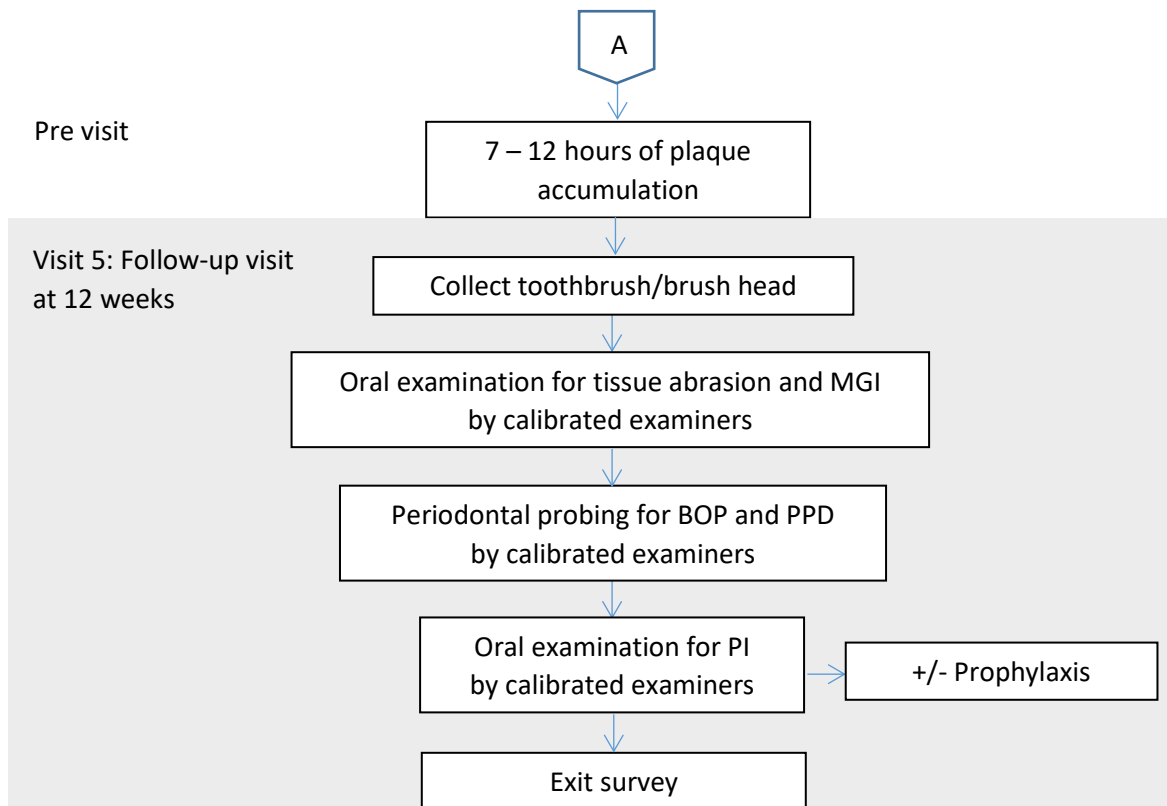 A
Pre visit
7 – 12 hours of plaque
accumulation
Visit 5: Follow-up visit
at 12 weeks
Collect toothbrush/brush head
Oral examination for tissue abrasion and MGI
by calibrated examiners
Periodontal probing for BOP and PPD
by calibrated examiners
Oral examination for PI
by calibrated examiners
+/- Prophylaxis
Exit survey